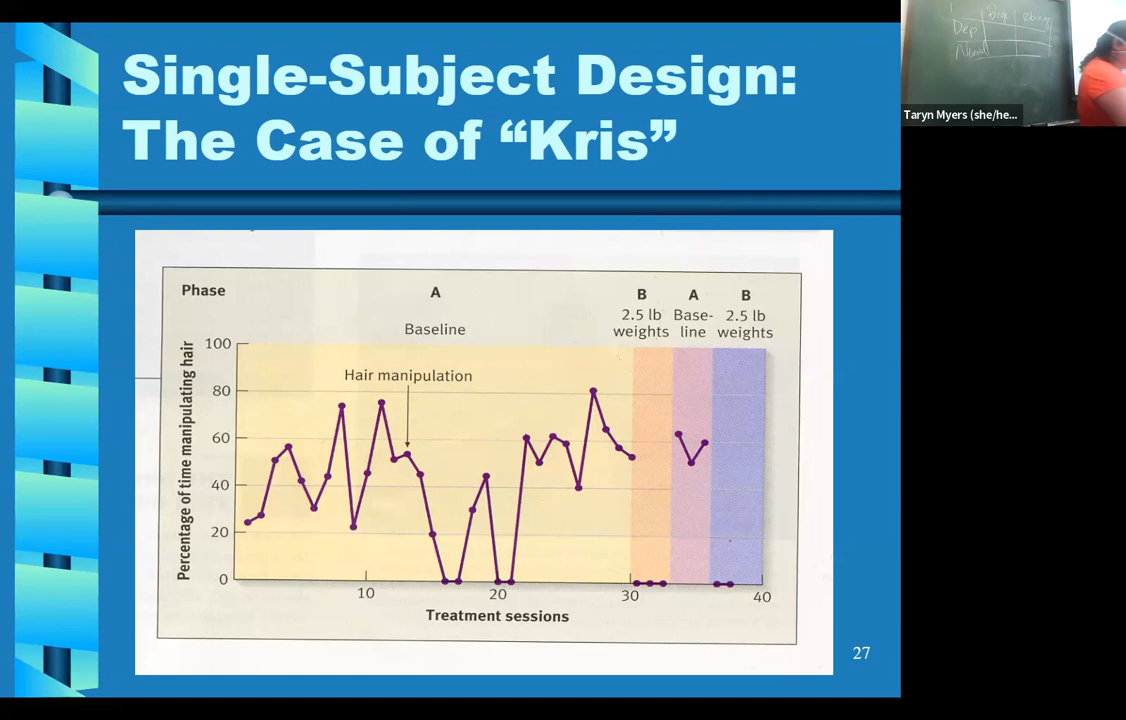 Single-Subject Design:
The Case of “Kris”
Phase
A
B
A
B
Baseline
2.5 lb
weights
Base-
line
2.5 lb
weights
Percentage of time manipulating hair
100
80
60
40
20
0
Hair manipulation
10
20
30
40
Treatment sessions
27
Dep
Taryn Myers (she/he...